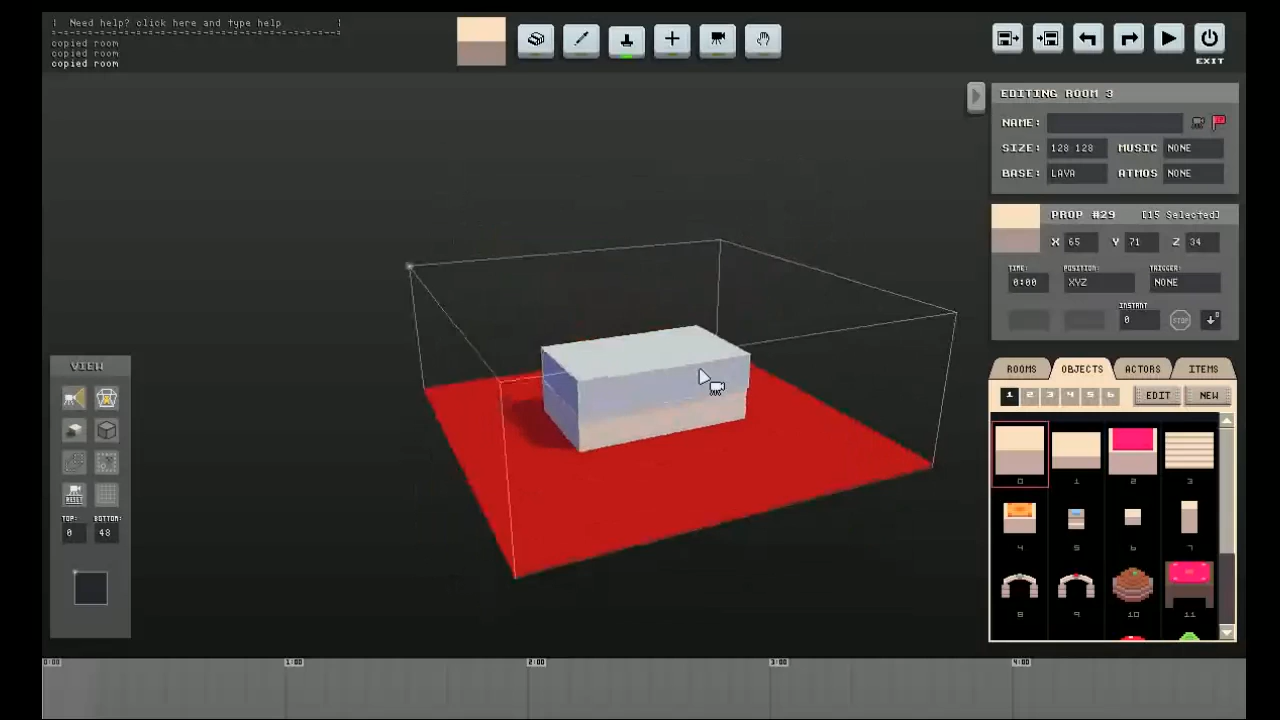 ! Need help? click here and type help !
copied room
copied room
copied room
EXIT
EDITING ROOM 3
NAME:
SIZE: 128 128 MUSIC NONE
BASE: LAVA ATMOS NONE
PROP #29 [15 Selected]
X 65 Y 71 Z 34
TIME: POSITION: TRIGGER:
0:00 XYZ NONE
INSTANT
0 STOP
VIEW
RESET
TOP: BOTTOM:
0 48
ROOMS OBJECTS ACTORS ITEMS
1 2 3 4 5 6 EDIT NEW
0 1 2 3
4 5 6 7
8 9 10 11
0:00 1:00 2:00 3:00 4:00